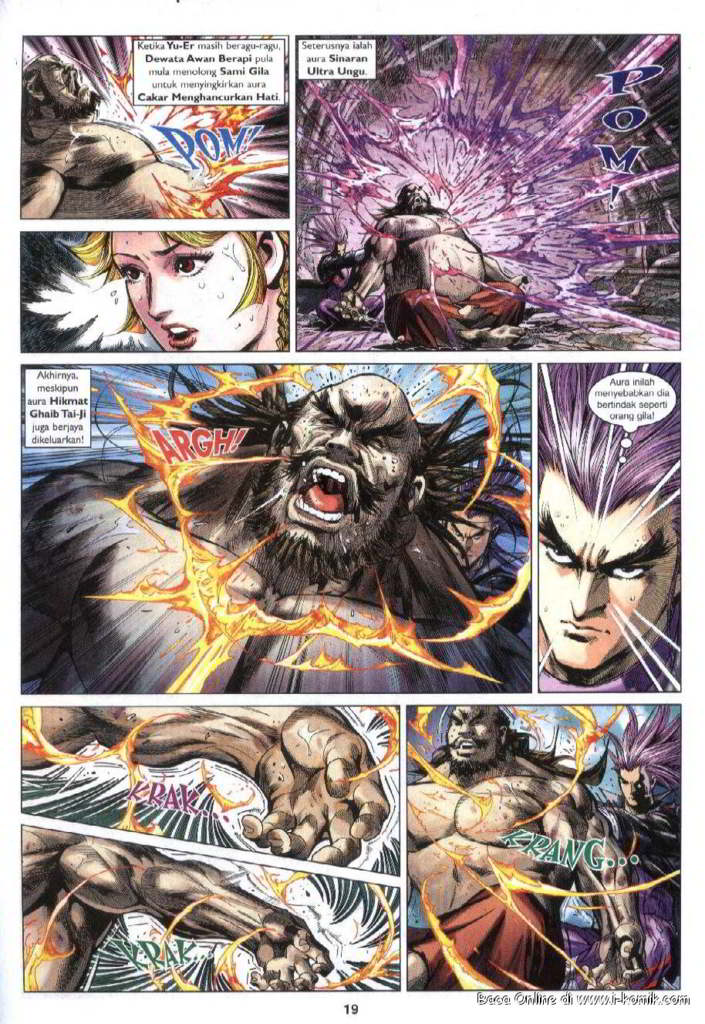 Ketika Yu-Er masih beragu-ragu,
Dewata Awan Berapi pula
mula menolong Sami Gila
untuk menyingkirkan aura
Cakar Menghancurkan Hati.
POM!
Seterusnya ialah
aura Sinaran
Ultra Ungu.
POM!
Akhirnya,
meskipun
aura Hikmat
Ghaib Tai-Ji
juga berjaya
dikeluarkan!
ARGH!
Aura inilah
menyebabkan dia
bertindak seperti
orang gila!
KRAK...
KRAK...
KRANG...
19
Baca Online di www.i-komik.com